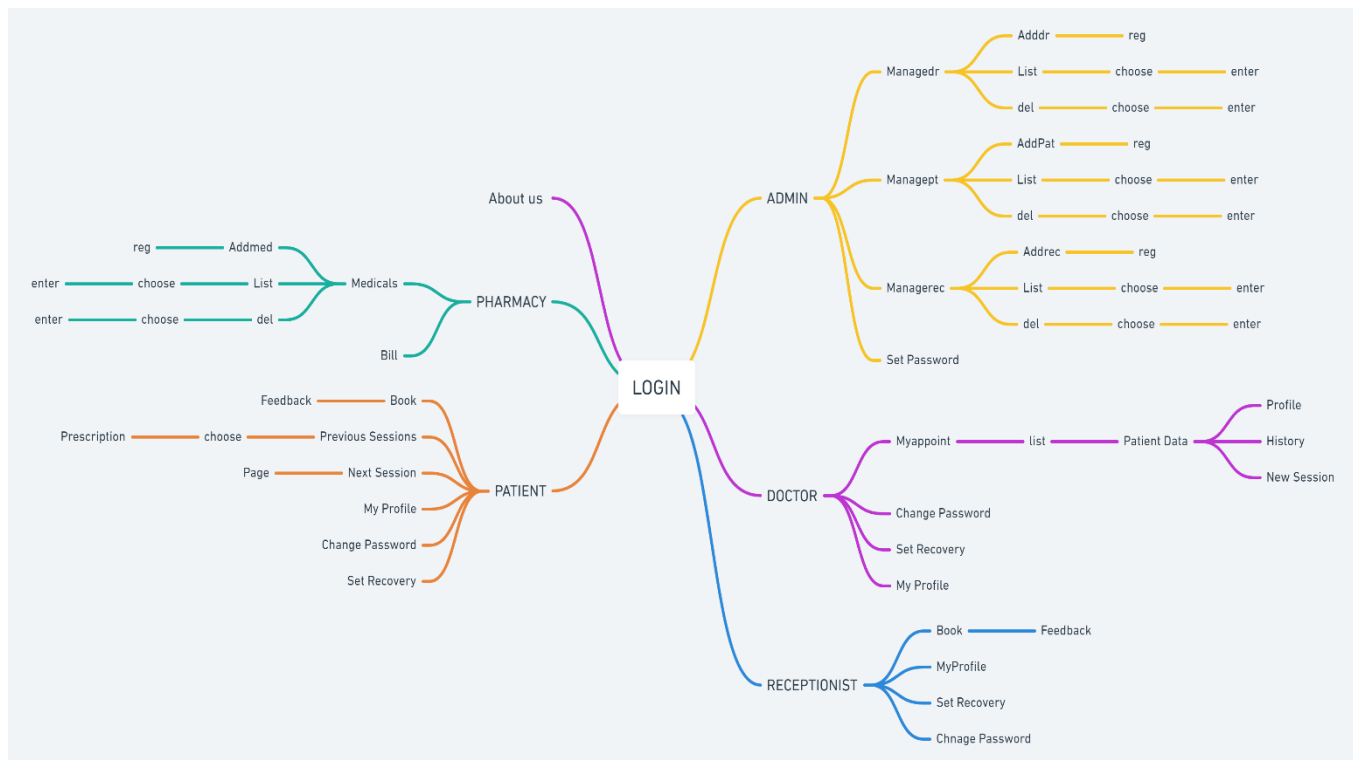 LOGIN
ADMIN
Managedr
Adddr reg
List choose enter
del choose enter
Managept
AddPat reg
List choose enter
del choose enter
Managerec
Addrec reg
List choose enter
del choose enter
Set Password
DOCTOR
Myappoint list Patient Data
Profile
History
New Session
Change Password
Set Recovery
My Profile
RECEPTIONIST
Book Feedback
MyProfile
Set Recovery
Chnage Password
About us
PHARMACY
Medicals
reg Addmed
enter choose List
enter choose del
Bill
PATIENT
Feedback Book
Prescription choose Previous Sessions
Page Next Session
My Profile
Change Password
Set Recovery